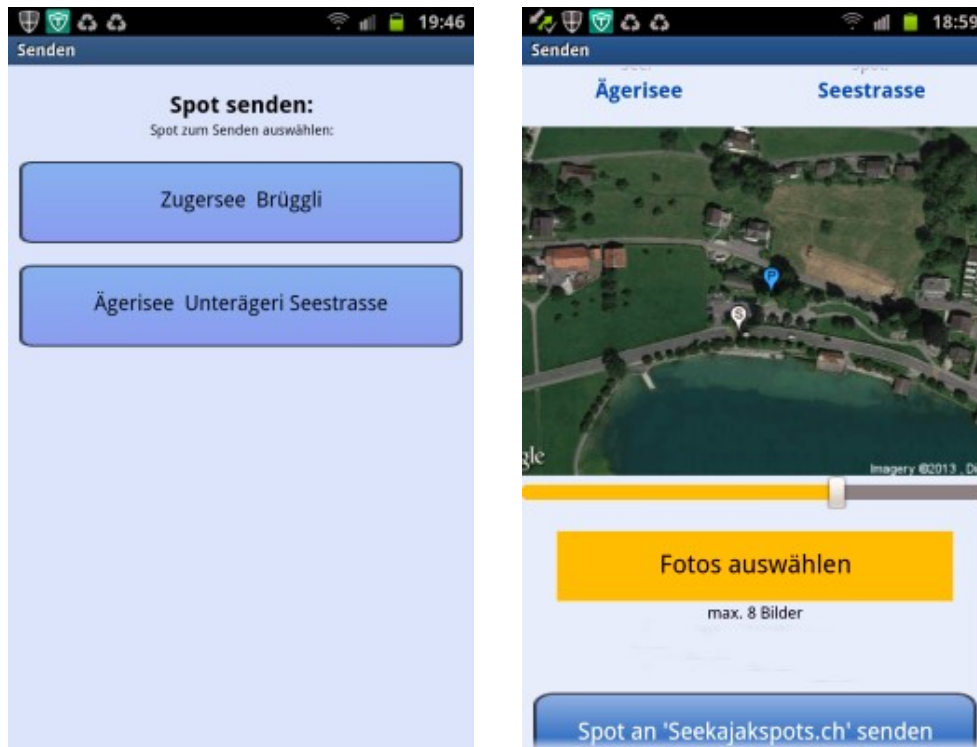 19:46
Senden
Spot senden:
Spot zum Senden auswählen:
Zugersee Brüggli
Ägerisee Unterägeri Seestrasse
18:59
Senden
Ägerisee Seestrasse
P
S
Imagery ©2013 , Di
Fotos auswählen
max. 8 Bilder
Spot an 'Seekajakspots.ch' senden